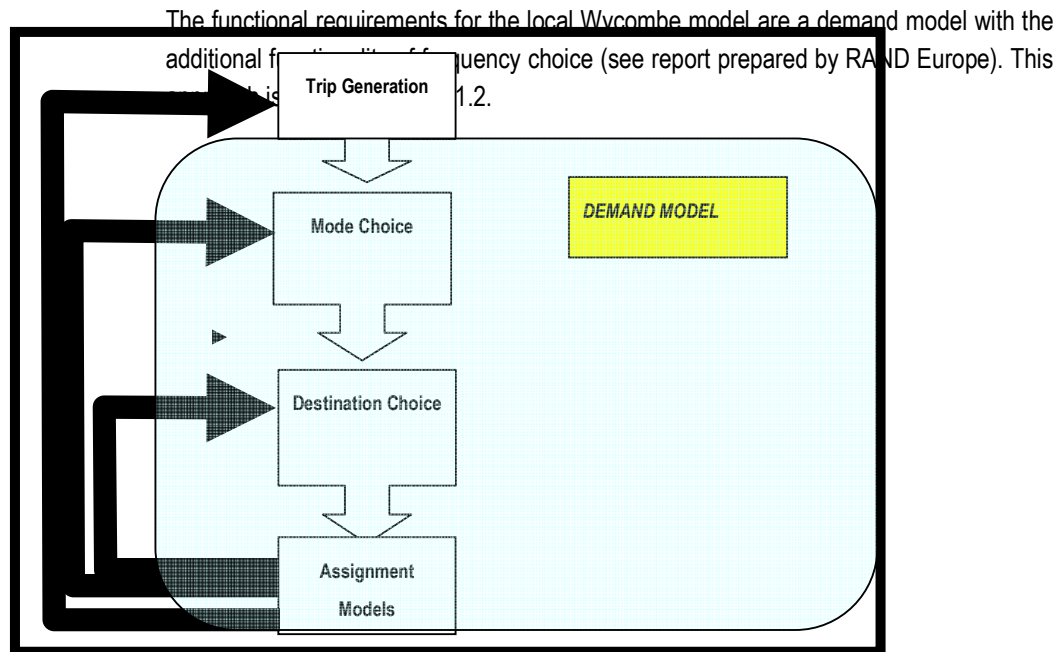 The functional requirements for the local Wycombe model are a demand model with the
additional quency choice (see report prepared by RAND Europe). This
1.2.
Trip Generation
Mode Choice
DEMAND MODEL
Destination Choice
Assignment
Models